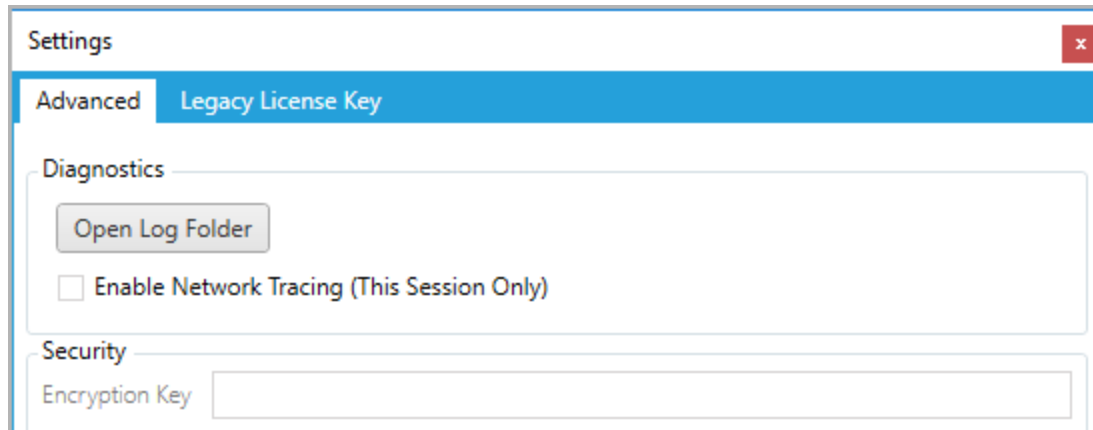 Settings
x
Advanced Legacy License Key
Diagnostics
Open Log Folder
Enable Network Tracing (This Session Only)
Security
Encryption Key